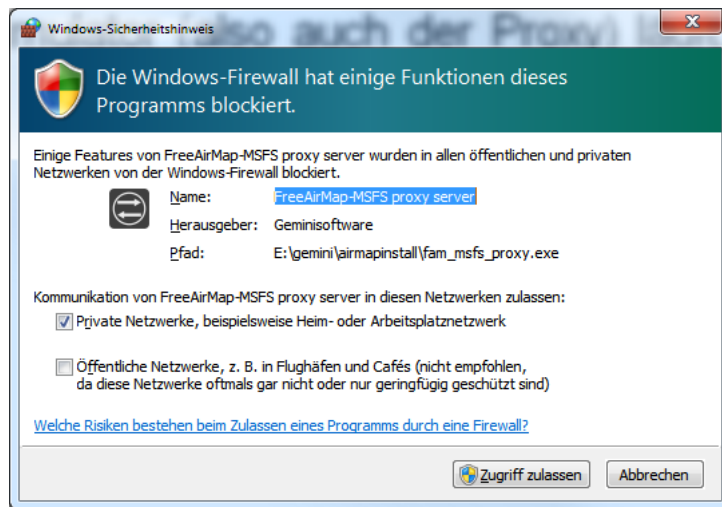 Windows-Sicherheitshinweis
(also auch der Proxy)
Die Windows-Firewall hat einige Funktionen dieses
Programms blockiert.
Einige Features von FreeAirMap-MSFS proxy server wurden in allen öffentlichen und privaten
Netzwerken von der Windows-Firewall blockiert.
Name: FreeAirMap-MSFS proxy server
Herausgeber: Geminisoftware
Pfad: E:\gemini\airmapinstall\fam_msfs_proxy.exe
Kommunikation von FreeAirMap-MSFS proxy server in diesen Netzwerken zulassen:
Private Netzwerke, beispielsweise Heim- oder Arbeitsplatznetzwerk
Öffentliche Netzwerke, z. B. in Flughäfen und Cafés (nicht empfohlen,
da diese Netzwerke oftmals gar nicht oder nur geringfügig geschützt sind)
Welche Risiken bestehen beim Zulassen eines Programms durch eine Firewall?
Zugriff zulassen Abbrechen